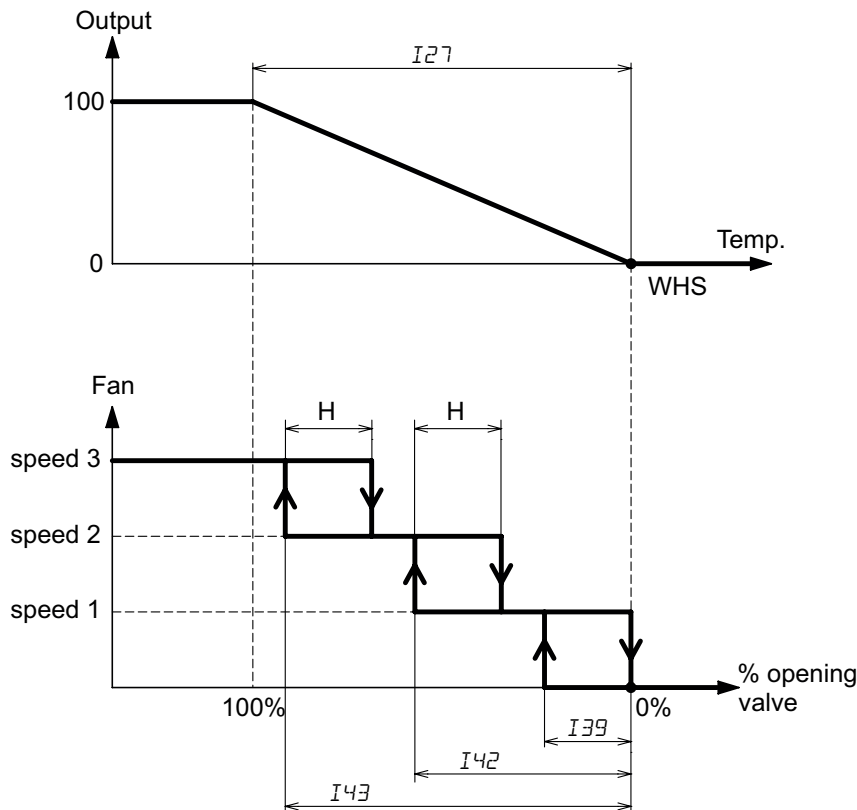 Output
I27
100
Temp.
0
WHS
Fan
H
H
speed 3
speed 2
speed 1
% opening
valve
100%
0%
I39
I42
I43